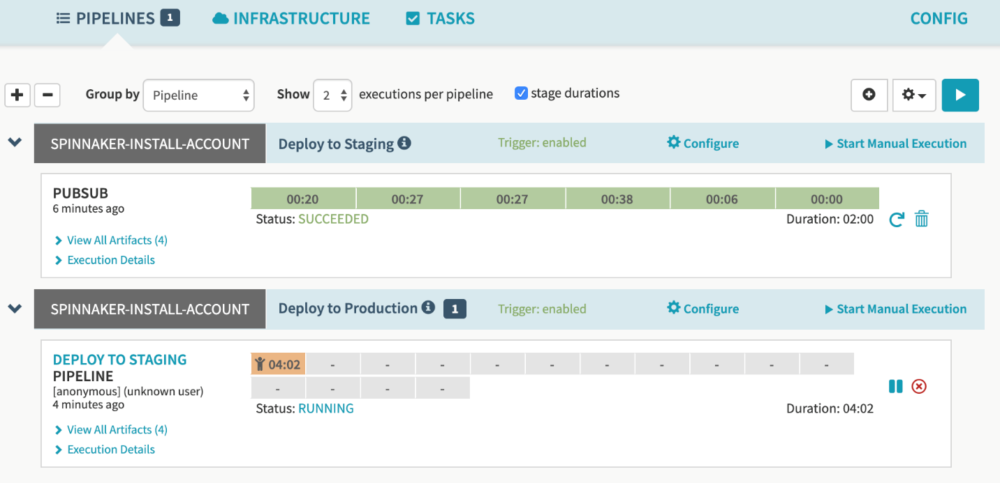 PIPELINES 1 INFRASTRUCTURE TASKS CONFIG
Group by Pipeline Show 2 executions per pipeline stage durations
SPINNAKER-INSTALL-ACCOUNT Deploy to Staging Trigger: enabled Configure Start Manual Execution
PUBSUB
6 minutes ago
00:20 00:27 00:27 00:38 00:06 00:00
Status: SUCCEEDED Duration: 02:00
View All Artifacts (4)
Execution Details
SPINNAKER-INSTALL-ACCOUNT Deploy to Production 1 Trigger: enabled Configure Start Manual Execution
DEPLOY TO STAGING
PIPELINE
[anonymous] (unknown user)
4 minutes ago
04:02 - - - - - - - - - -
- - - -
Status: RUNNING Duration: 04:02
View All Artifacts (4)
Execution Details